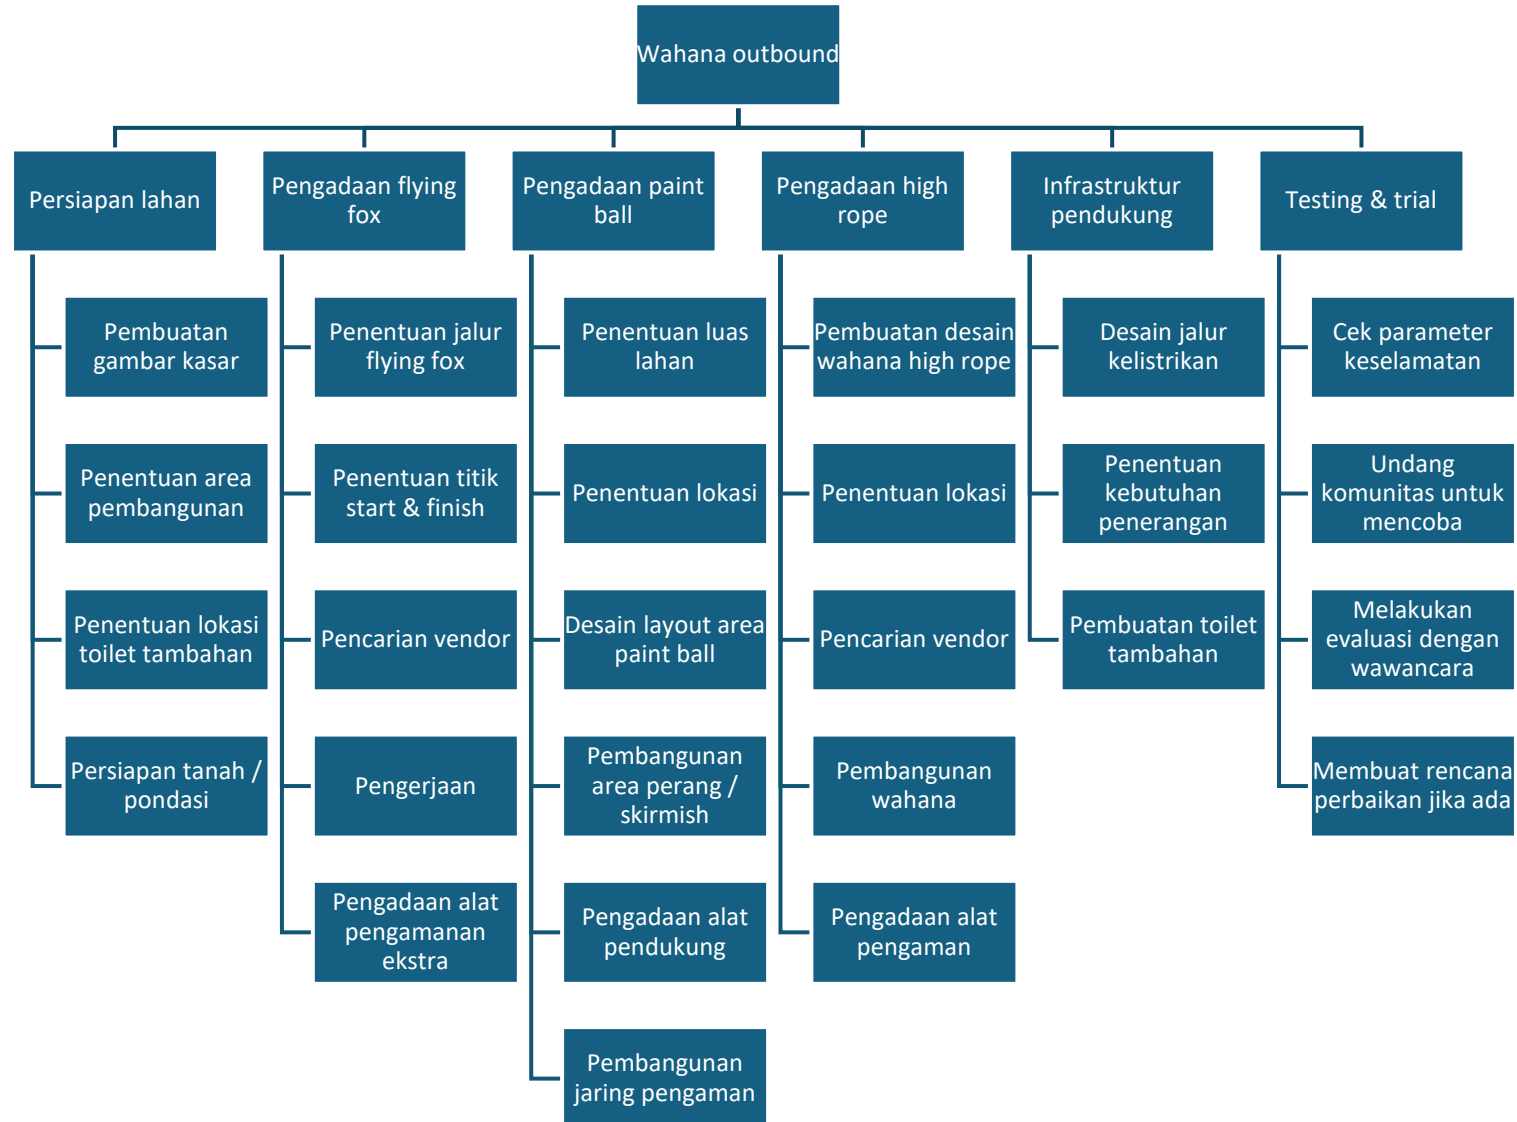 Wahana outbound
Persiapan lahan
Pembuatan
gambar kasar
Penentuan area
pembangunan
Penentuan lokasi
toilet tambahan
Persiapan tanah /
pondasi
Pengadaan flying
fox
Penentuan jalur
flying fox
Penentuan titik
start & finish
Pencarian vendor
Pengerjaan
Pengadaan alat
pengamanan
ekstra
Pengadaan paint
ball
Penentuan luas
lahan
Penentuan lokasi
Desain layout area
paint ball
Pembangunan
area perang /
skirmish
Pengadaan alat
pendukung
Pembangunan
jaring pengaman
Pengadaan high
rope
Pembuatan desain
wahana high rope
Penentuan lokasi
Pencarian vendor
Pembangunan
wahana
Pengadaan alat
pengaman
Infrastruktur
pendukung
Desain jalur
kelistrikan
Penentuan
kebutuhan
penerangan
Pembuatan toilet
tambahan
Testing & trial
Cek parameter
keselamatan
Undang
komunitas untuk
mencoba
Melakukan
evaluasi dengan
wawancara
Membuat rencana
perbaikan jika ada